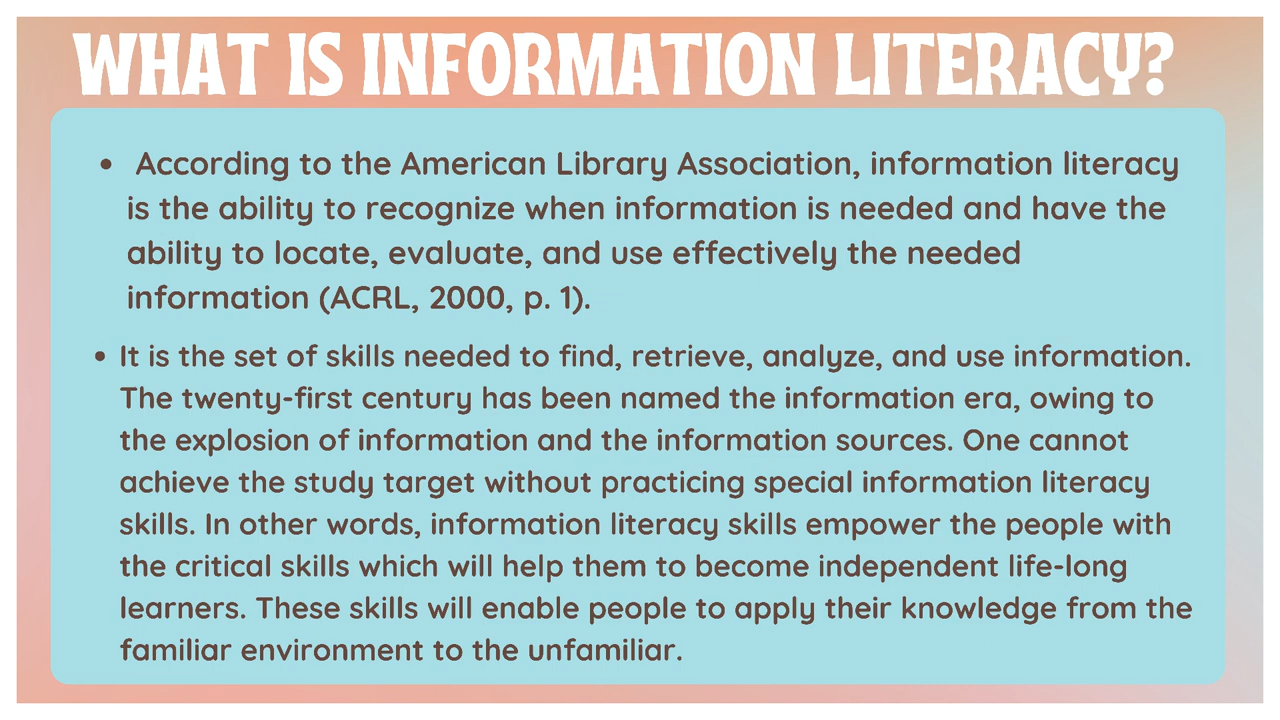 WHAT IS INFORMATION LITERACY?
• According to the American Library Association, information literacy
is the ability to recognize when information is needed and have the
ability to locate, evaluate, and use effectively the needed
information (ACRL, 2000, p. 1).
• It is the set of skills needed to find, retrieve, analyze, and use information.
The twenty-first century has been named the information era, owing to
the explosion of information and the information sources. One cannot
achieve the study target without practicing special information literacy
skills. In other words, information literacy skills empower the people with
the critical skills which will help them to become independent life-long
learners. These skills will enable people to apply their knowledge from the
familiar environment to the unfamiliar.